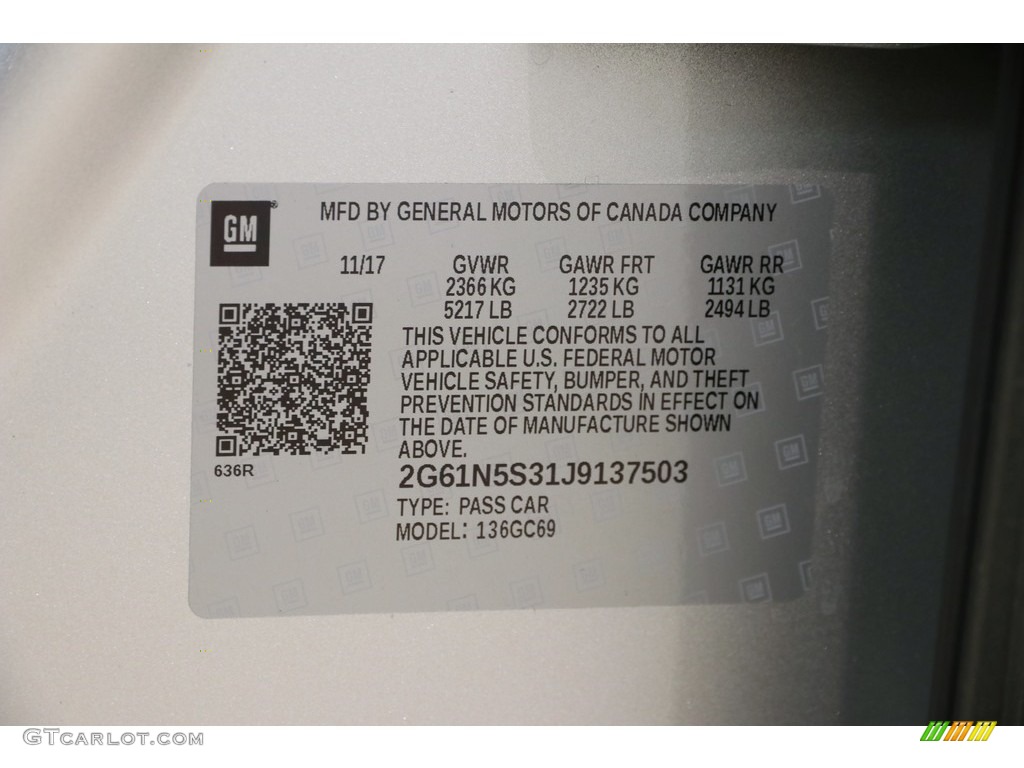 GM®
MFD BY GENERAL MOTORS OF CANADA COMPANY
11/17 GVWR GAWR FRT GAWR RR
2366 KG 1235 KG 1131 KG
5217 LB 2722 LB 2494 LB
THIS VEHICLE CONFORMS TO ALL
APPLICABLE U.S. FEDERAL MOTOR
VEHICLE SAFETY, BUMPER, AND THEFT
PREVENTION STANDARDS IN EFFECT ON
THE DATE OF MANUFACTURE SHOWN
ABOVE.
636R
2G61N5S31J9137503
TYPE: PASS CAR
MODEL: 136GC69
GTCARLOT.COM